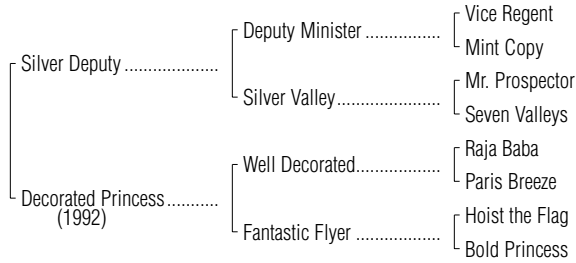 Vice Regent
Deputy Minister ................
Mint Copy
Silver Deputy ....................
Mr. Prospector
Silver Valley......................
Seven Valleys
Raja Baba
Well Decorated..................
Paris Breeze
Decorated Princess...........
(1992)
Hoist the Flag
Fantastic Flyer ..................
Bold Princess